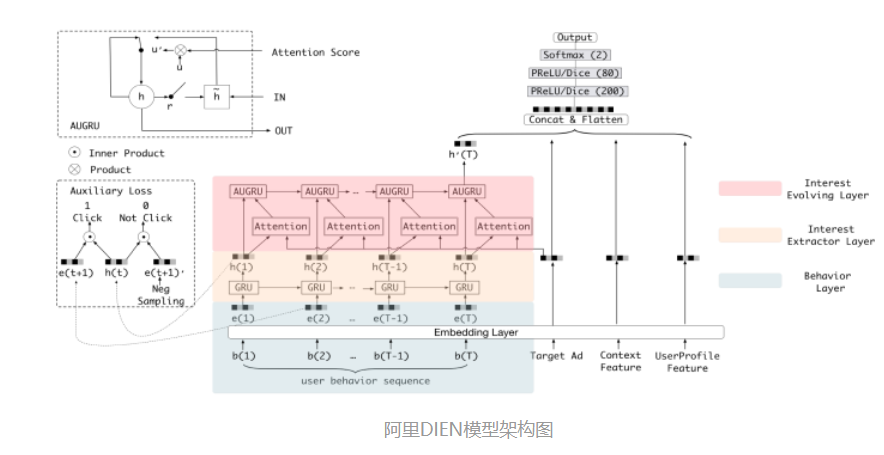 Output
Softmax (2)
PReLU/Dice (80)
PReLU/Dice (200)
Concat & Flatten
h'(T)
u'
u
Attention Score
h
r
h̃
IN
OUT
AUGRU
Inner Product
Product
Auxiliary Loss
1 0
Click Not Click
e(t+1) h(t) e(t+1)'
Neg
Sampling
AUGRU AUGRU ... AUGRU AUGRU
Attention Attention Attention Attention
h(1) h(2) h(T-1) h(T)
GRU GRU ... GRU GRU
e(1) e(2) ... e(T-1) e(T)
Embedding Layer
b(1) b(2) ... b(T-1) b(T)
user behavior sequence
Target Ad
Context
Feature
UserProfile
Feature
Interest
Evolving Layer
Interest
Extractor Layer
Behavior
Layer
阿里DIEN模型架构图